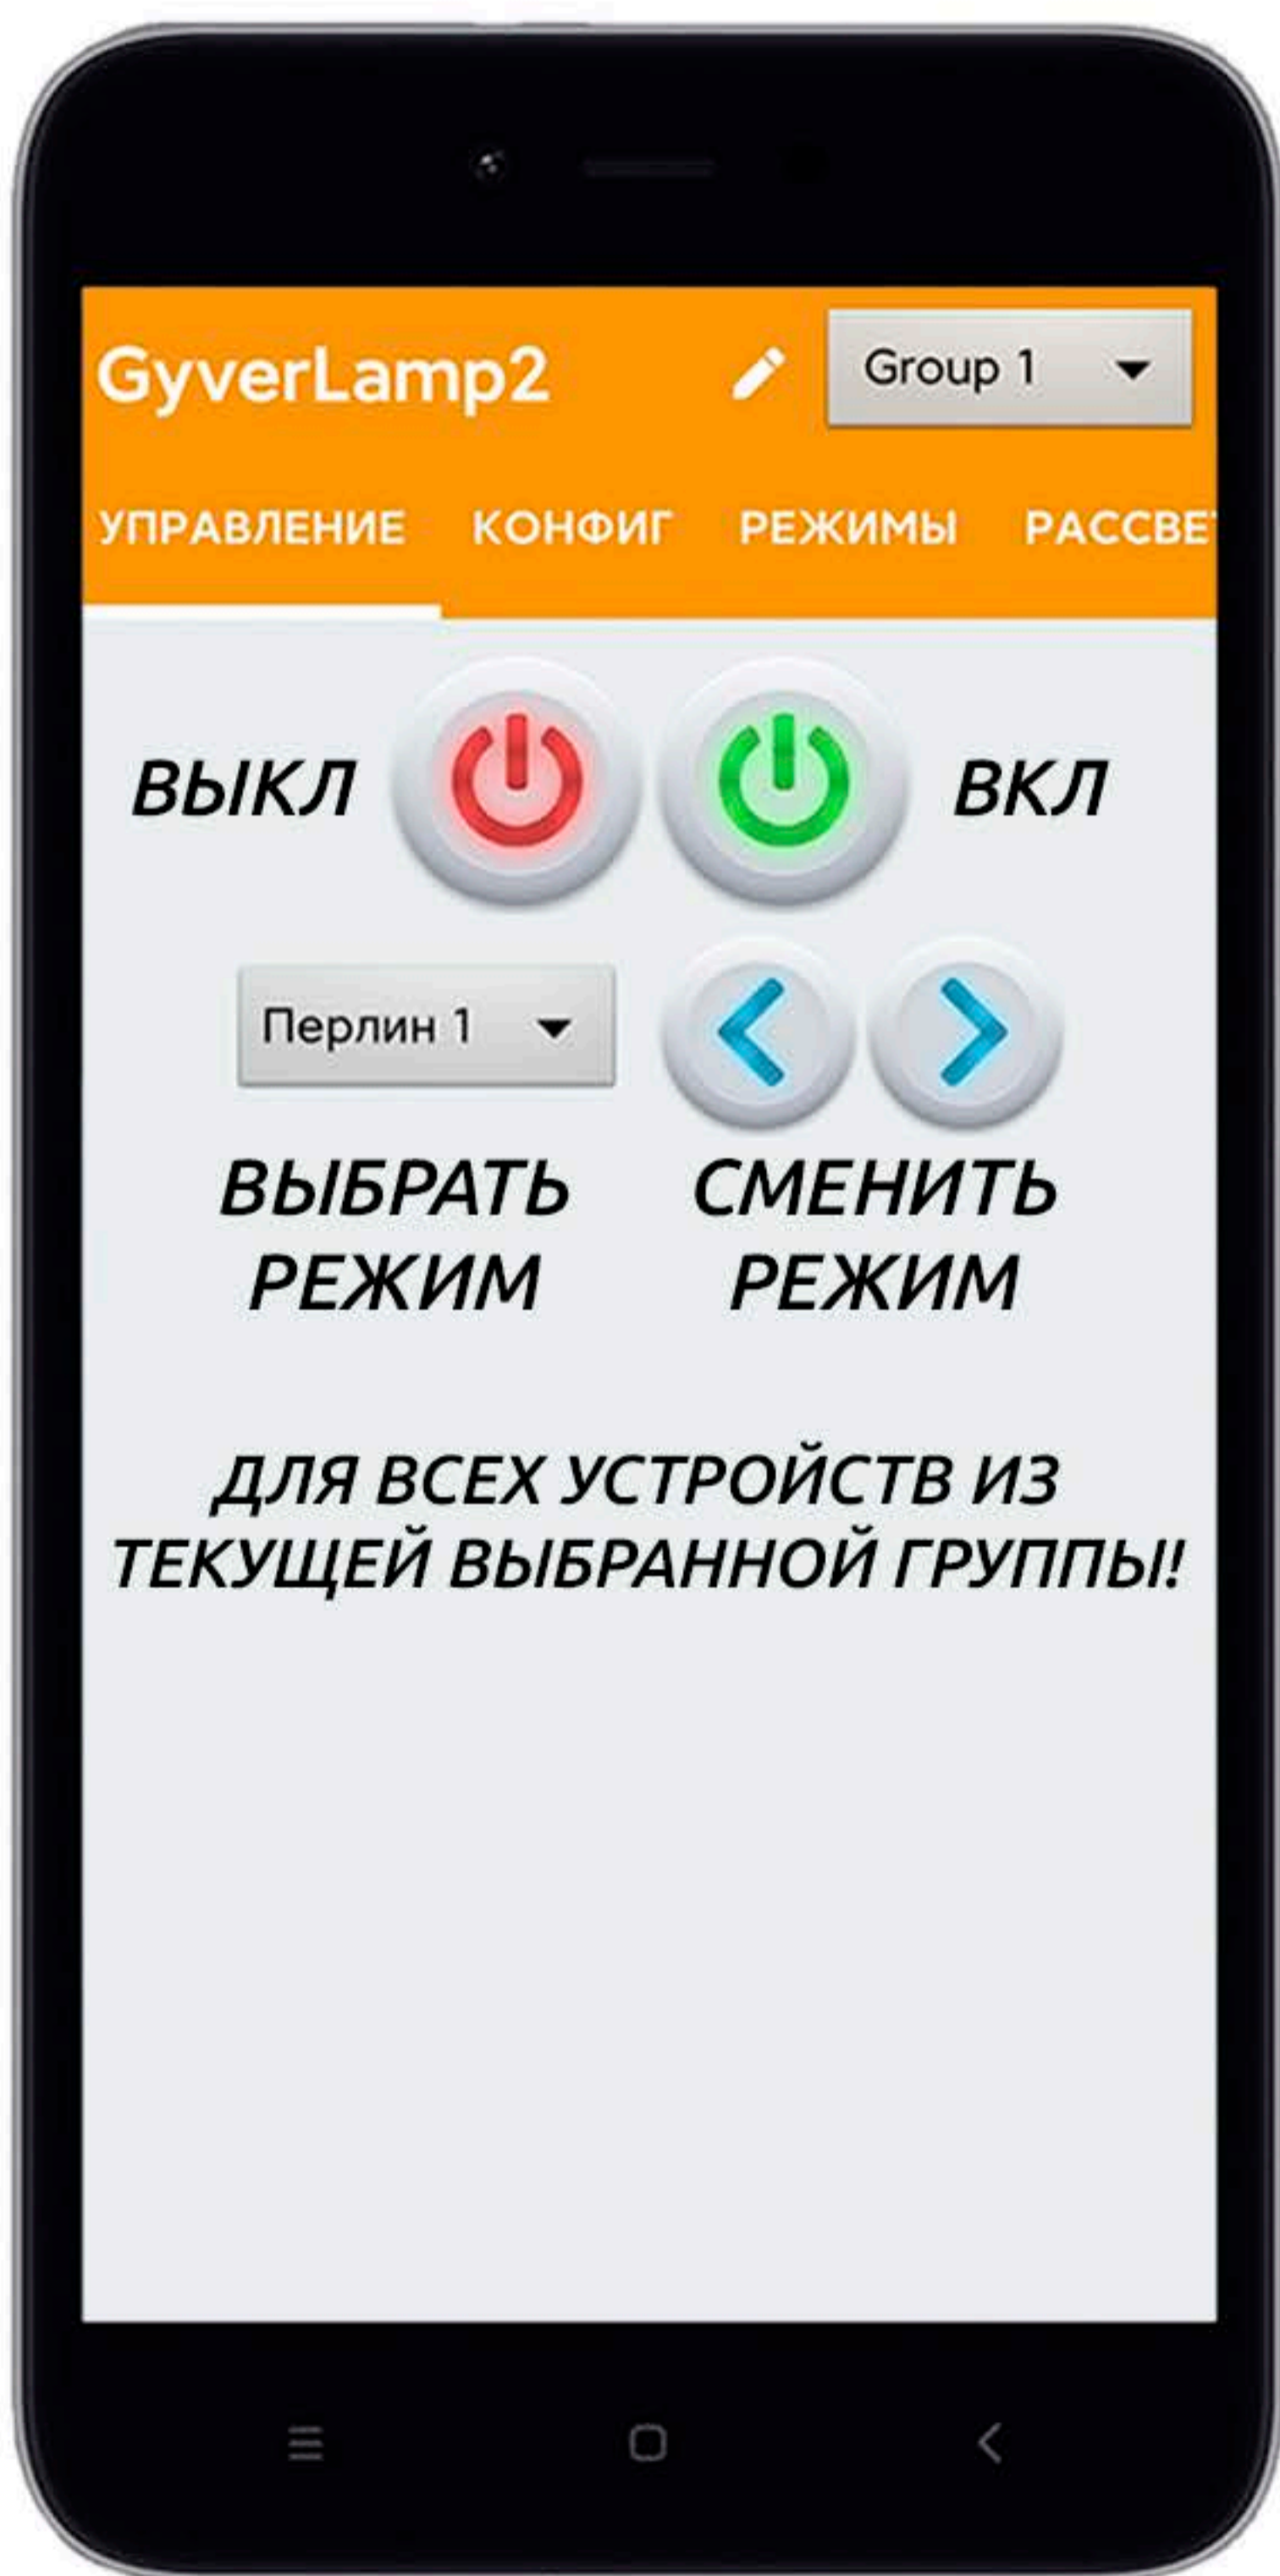 GyverLamp2
Group 1
УПРАВЛЕНИЕ КОНФИГ РЕЖИМЫ РАССВЕ
ВЫКЛ ВКЛ
Перлин 1
ВЫБРАТЬ СМЕНИТЬ
РЕЖИМ РЕЖИМ
ДЛЯ ВСЕХ УСТРОЙСТВ ИЗ
ТЕКУЩЕЙ ВЫБРАННОЙ ГРУППЫ!